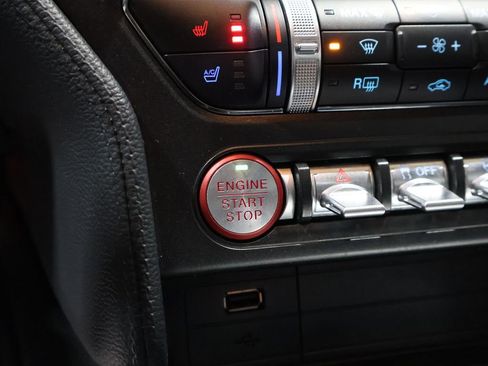 MAX A/C
A/C
R
ENGINE
START
STOP
OFF